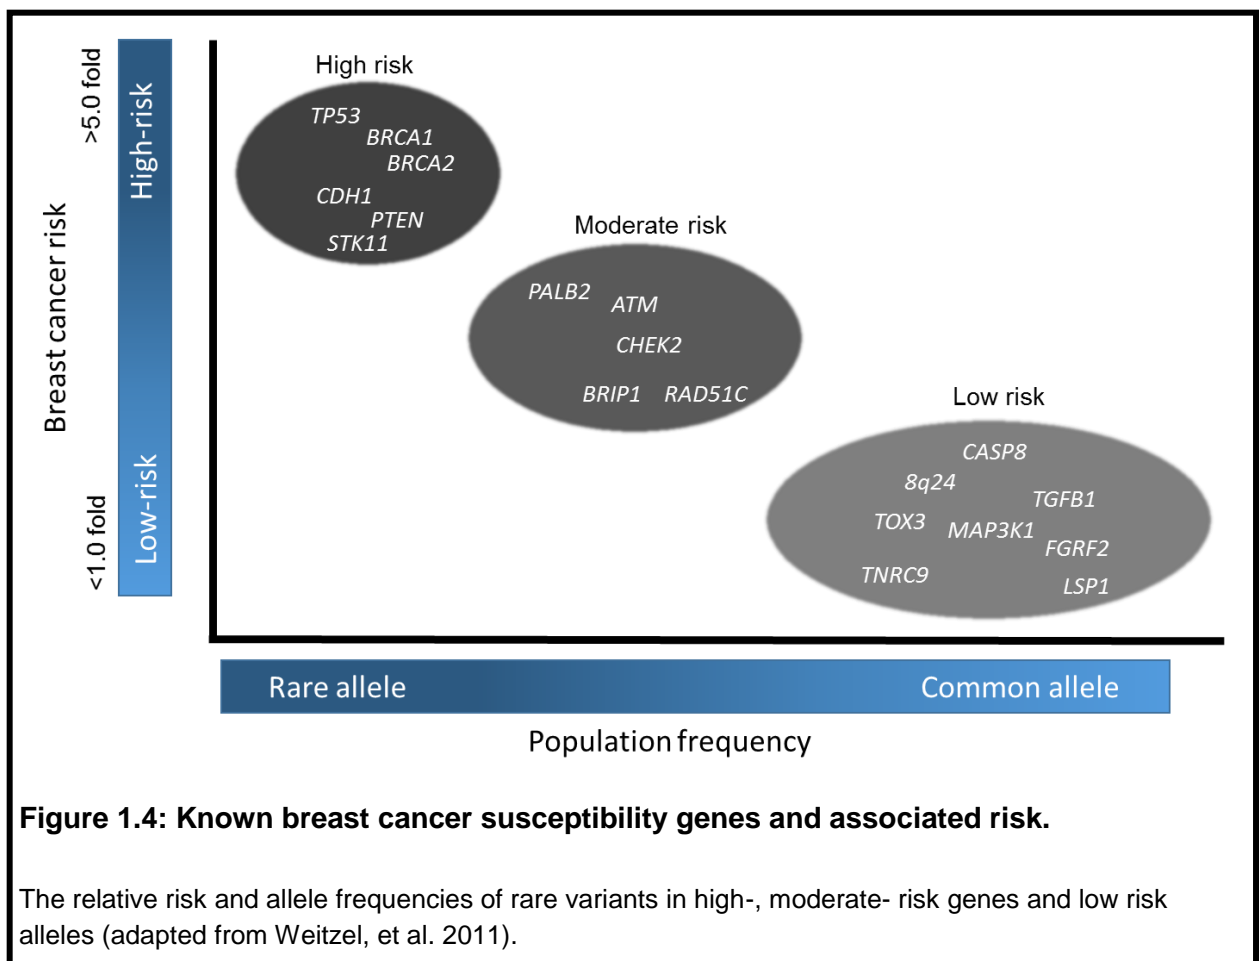 >5.0 fold
High-risk
Breast cancer risk
Low-risk
<1.0 fold
High risk
TP53
BRCA1
BRCA2
CDH1
PTEN
STK11
Moderate risk
PALB2
ATM
CHEK2
BRIP1 RAD51C
Low risk
CASP8
8q24
TGFB1
TOX3
MAP3K1
FGRF2
TNRC9
LSP1
Rare allele Common allele
Population frequency
Figure 1.4: Known breast cancer susceptibility genes and associated risk.
The relative risk and allele frequencies of rare variants in high-, moderate- risk genes and low risk
alleles (adapted from Weitzel, et al. 2011).